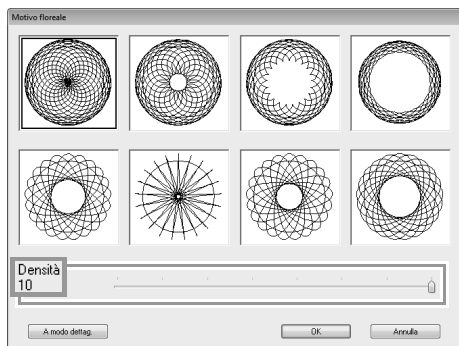 Motivo floreale
Densità
10
A modo dettag.
OK
Annulla